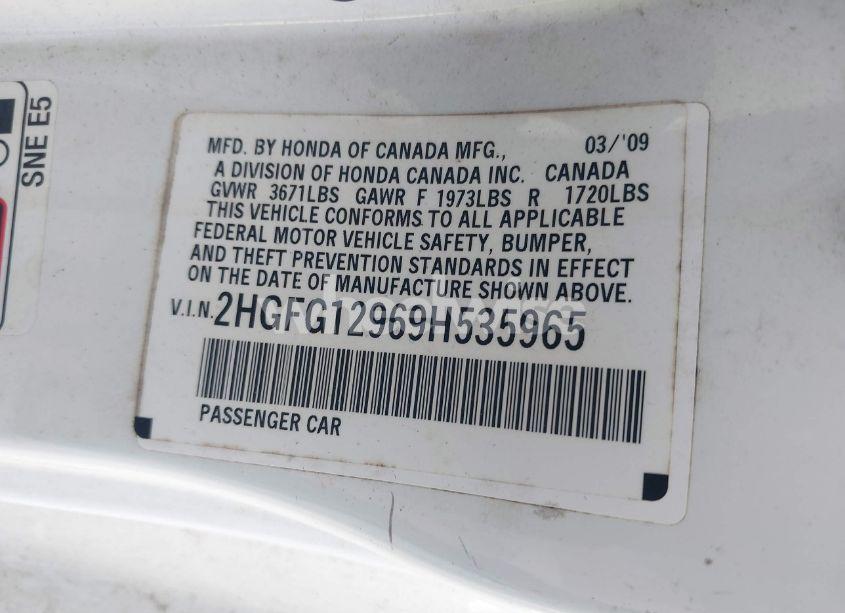 SNE E5
MFD. BY HONDA OF CANADA MFG., 03/'09
A DIVISION OF HONDA CANADA INC. CANADA
GVWR 3671LBS GAWR F 1973LBS R 1720LBS
THIS VEHICLE CONFORMS TO ALL APPLICABLE
FEDERAL MOTOR VEHICLE SAFETY, BUMPER,
AND THEFT PREVENTION STANDARDS IN EFFECT
ON THE DATE OF MANUFACTURE SHOWN ABOVE.
V.I.N. 2HGFG12969H535965
PASSENGER CAR